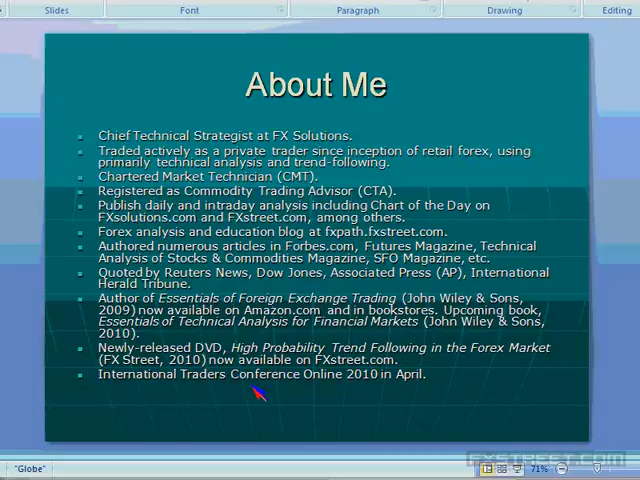 Slides Font Paragraph Drawing Editing
About Me
Chief Technical Strategist at FX Solutions.
Traded actively as a private trader since inception of retail forex, using
primarily technical analysis and trend-following.
Chartered Market Technician (CMT).
Registered as Commodity Trading Advisor (CTA).
Publish daily and intraday analysis including Chart of the Day on
FXsolutions.com and FXstreet.com, among others.
Forex analysis and education blog at fxpath.fxstreet.com.
Authored numerous articles in Forbes.com, Futures Magazine, Technical
Analysis of Stocks & Commodities Magazine, SFO Magazine, etc.
Quoted by Reuters News, Dow Jones, Associated Press (AP), International
Herald Tribune.
Author of Essentials of Foreign Exchange Trading (John Wiley & Sons,
2009) now available on Amazon.com and in bookstores. Upcoming book,
Essentials of Technical Analysis for Financial Markets (John Wiley & Sons,
2010).
Newly-released DVD, High Probability Trend Following in the Forex Market
(FX Street, 2010) now available on FXstreet.com.
International Traders Conference Online 2010 in April.
FXSTREET.COM
"Globe" 71%